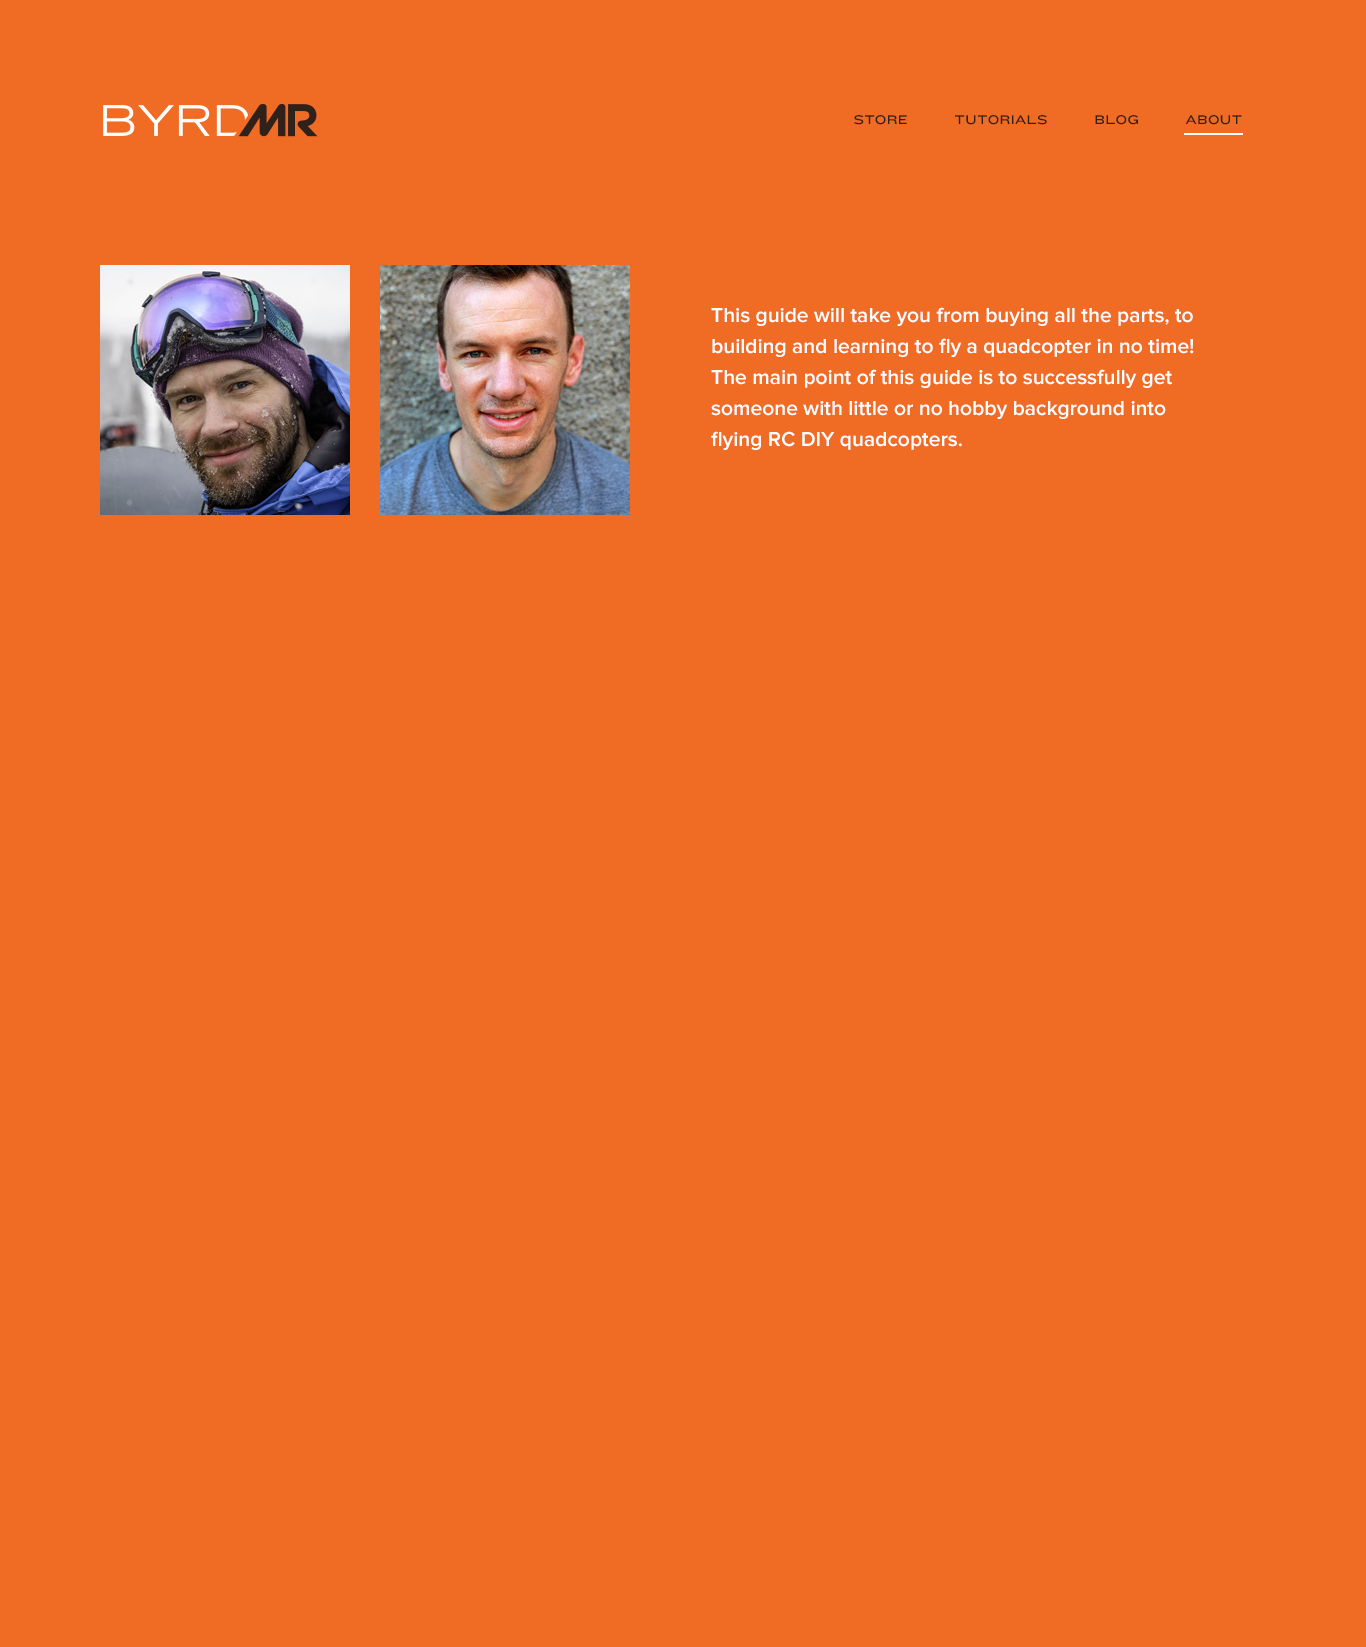 BYRDMR
STORE TUTORIALS BLOG ABOUT
This guide will take you from buying all the parts, to
building and learning to fly a quadcopter in no time!
The main point of this guide is to successfully get
someone with little or no hobby background into
flying RC DIY quadcopters.